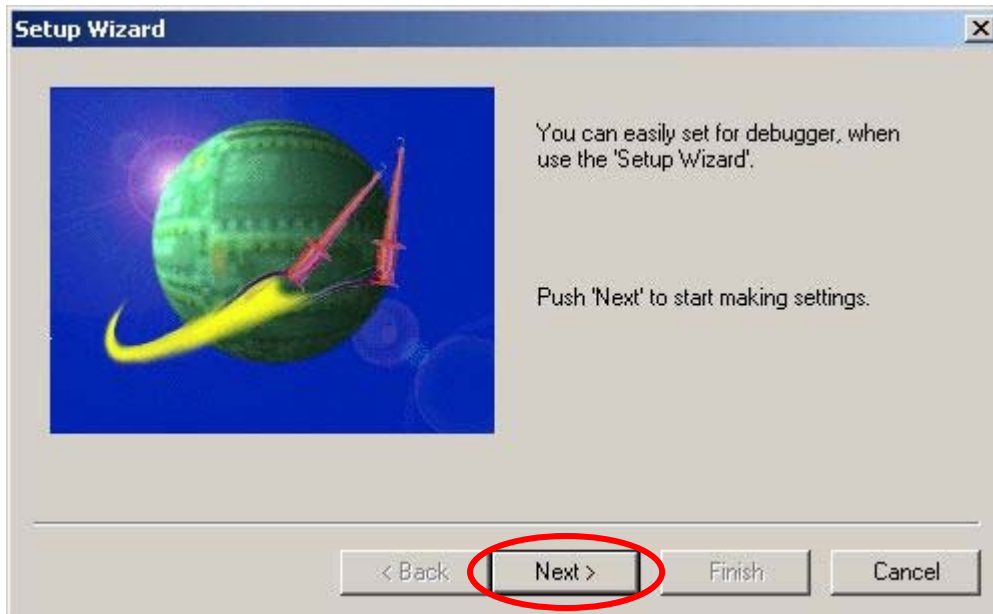 Setup Wizard
You can easily set for debugger, when
use the 'Setup Wizard'.
Push 'Next' to start making settings.
< Back
Next >
Finish
Cancel